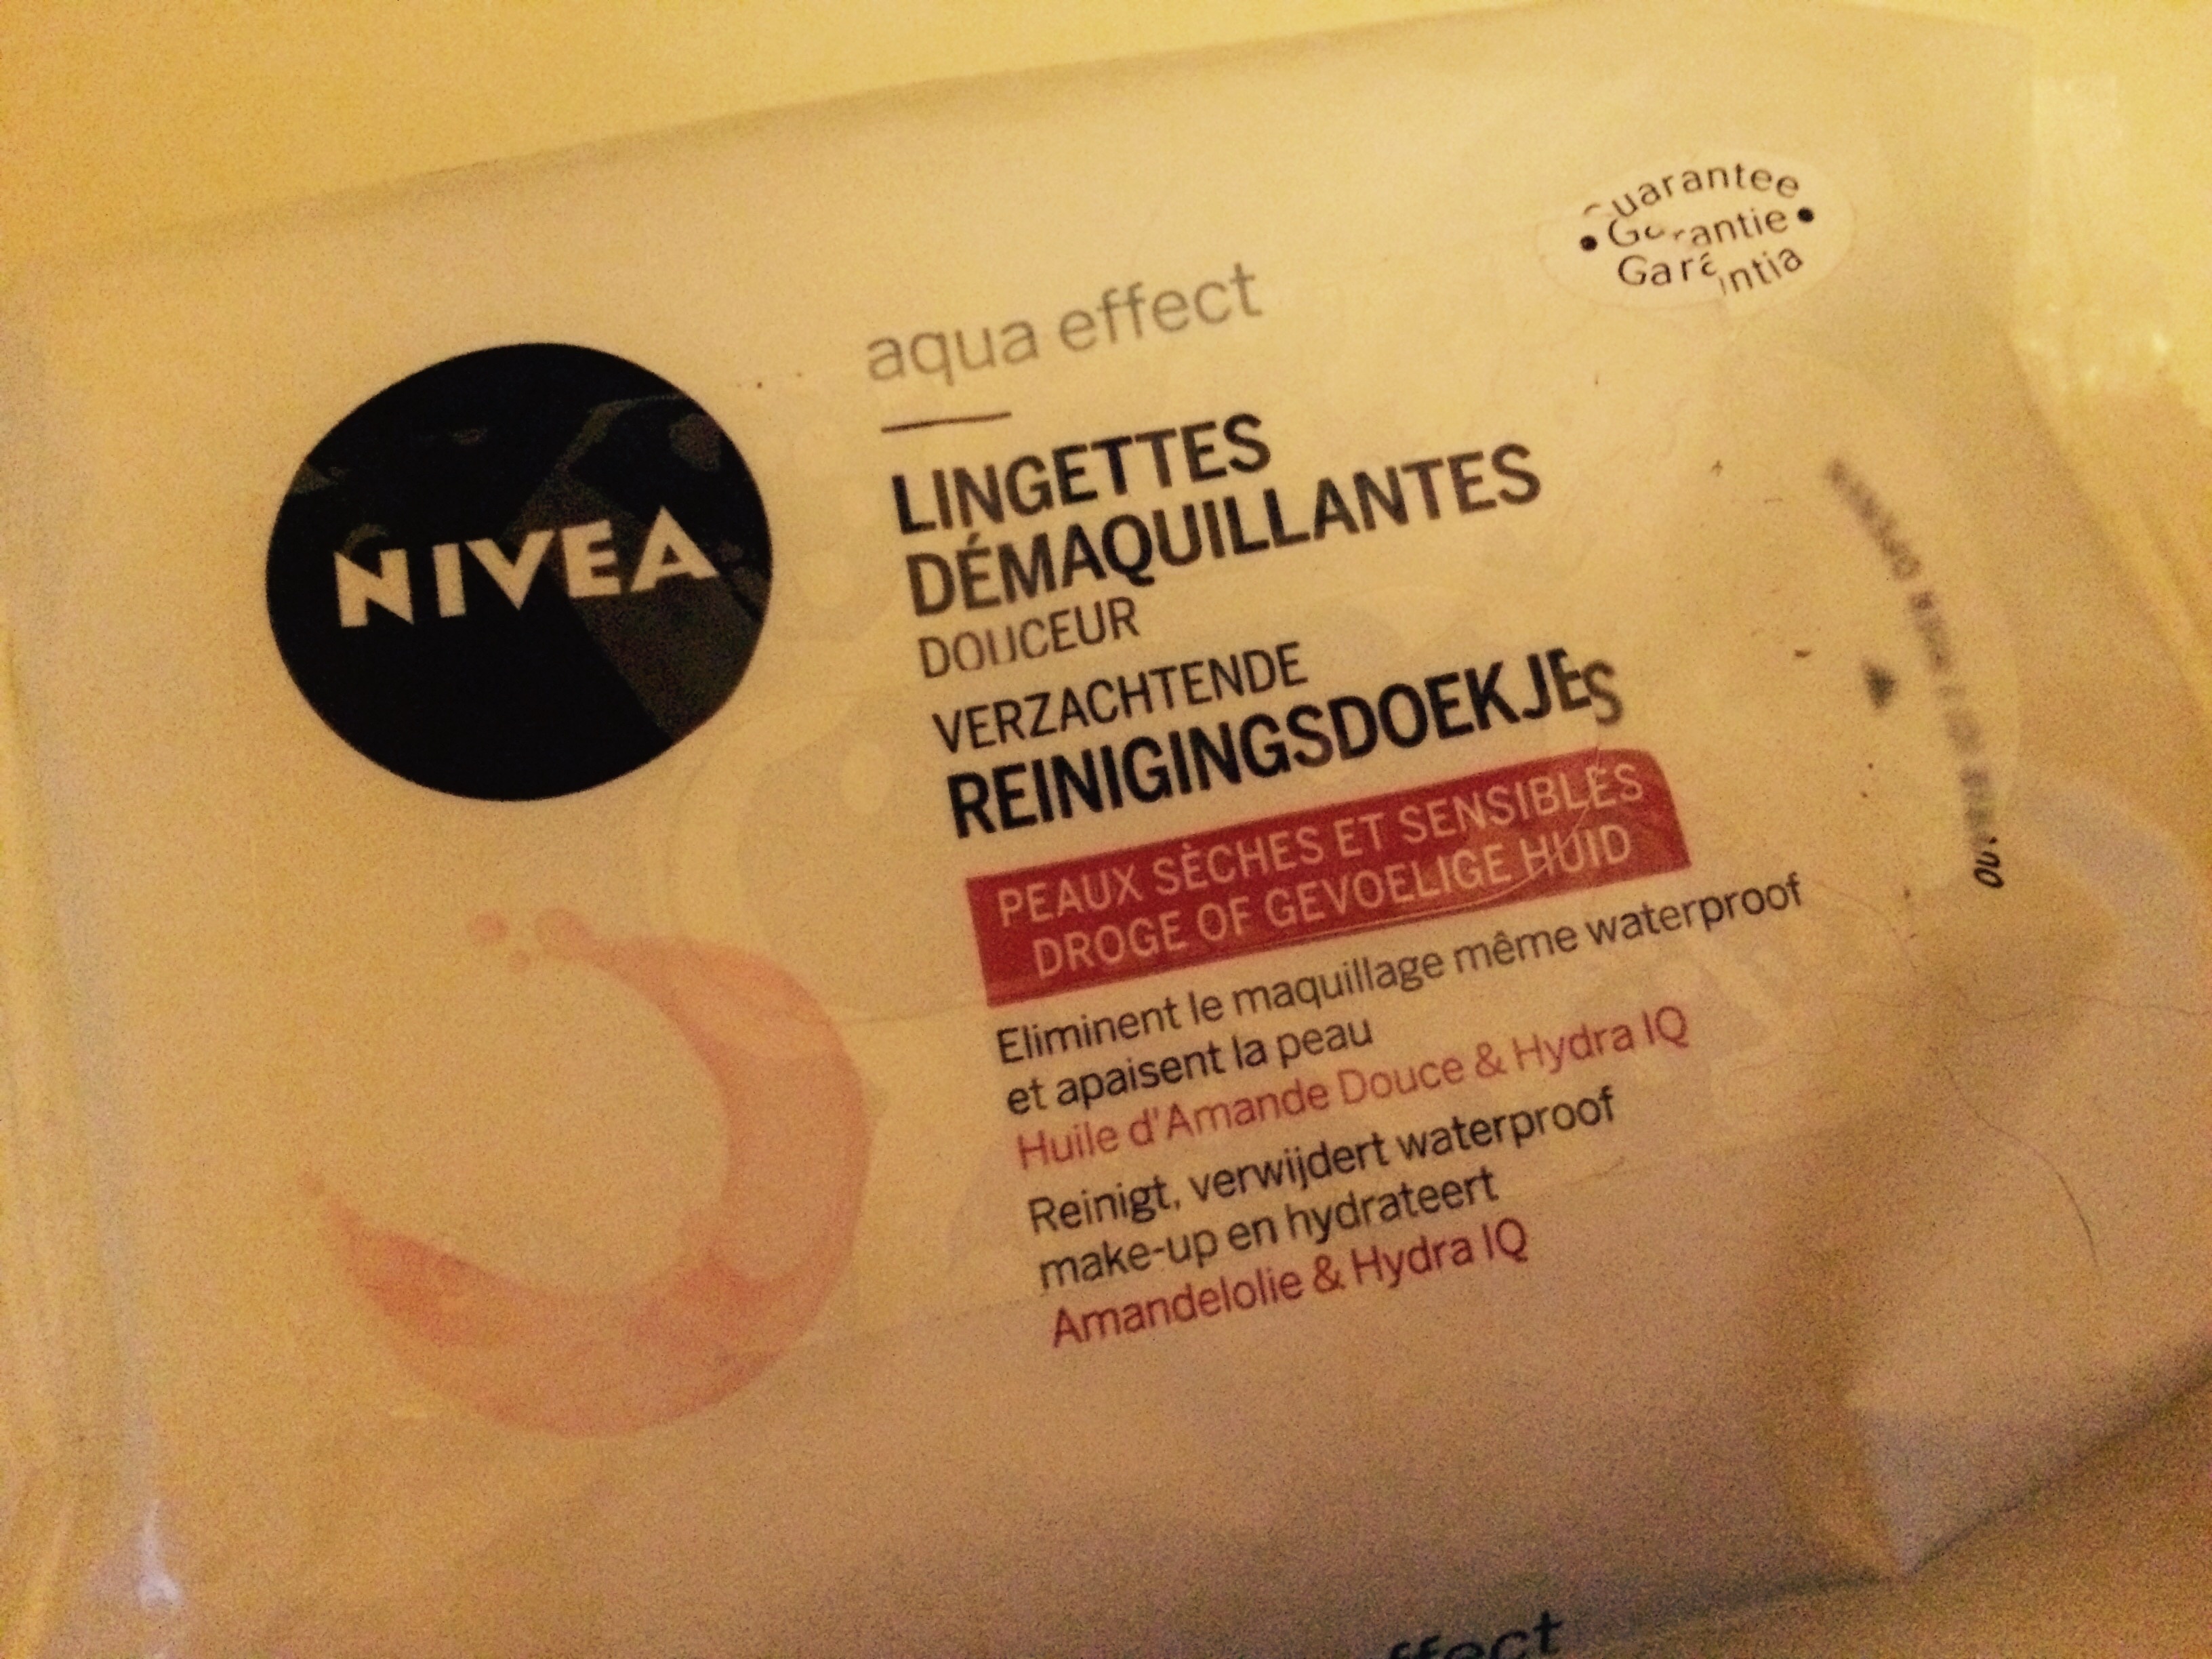 Guarantee
• Garantie •
Garantia
NIVEA
aqua effect
LINGETTES
DÉMAQUILLANTES
DOUCEUR
VERZACHTENDE
REINIGINGSDOEKJES
PEAUX SÈCHES ET SENSIBLES
DROGE OF GEVOELIGE HUID
Eliminent le maquillage même waterproof
et apaisent la peau
Huile d'Amande Douce & Hydra IQ
Reinigt, verwijdert waterproof
make-up en hydrateert
Amandelolie & Hydra IQ